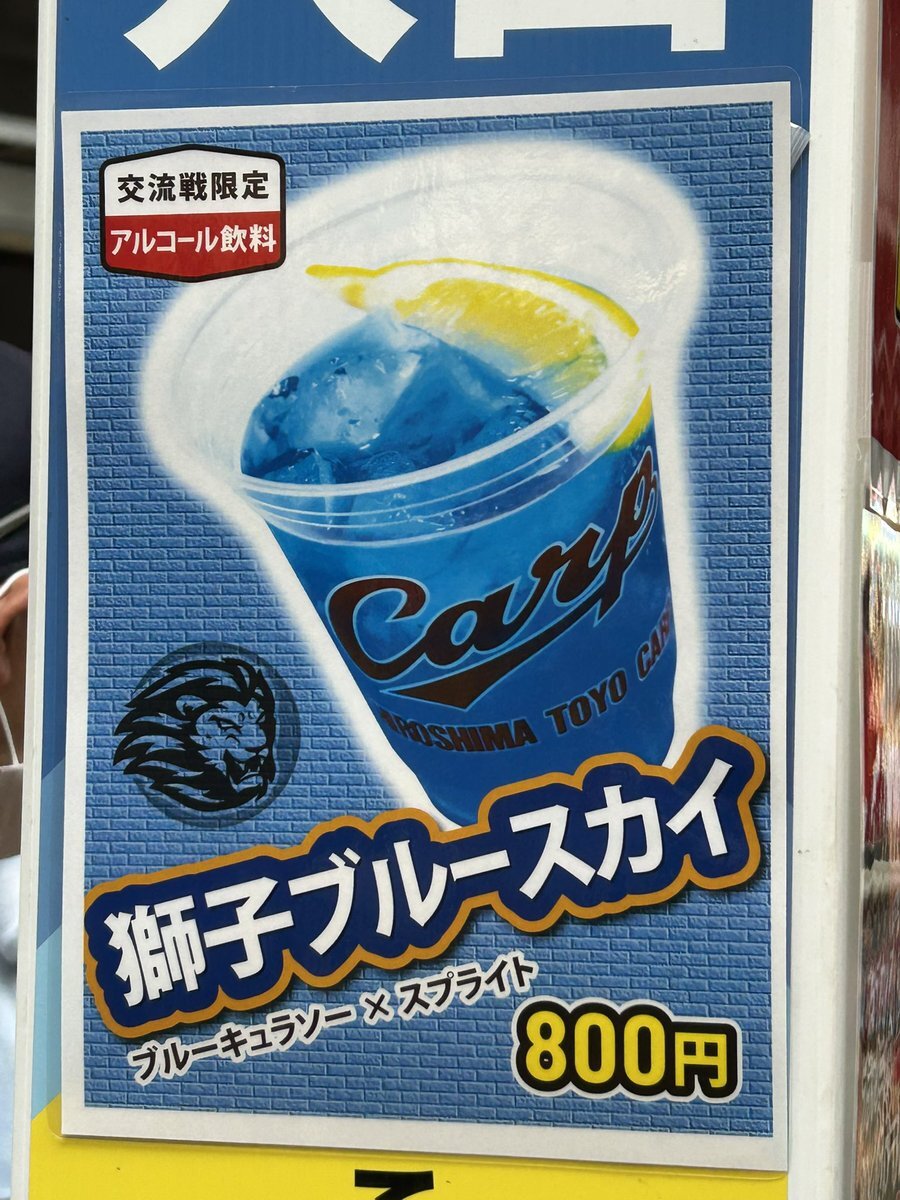 交流戦限定
アルコール飲料
Carp
HIROSHIMA TOYO CARP
獅子ブルースカイ
ブルーキュラソー × スプライト
800円